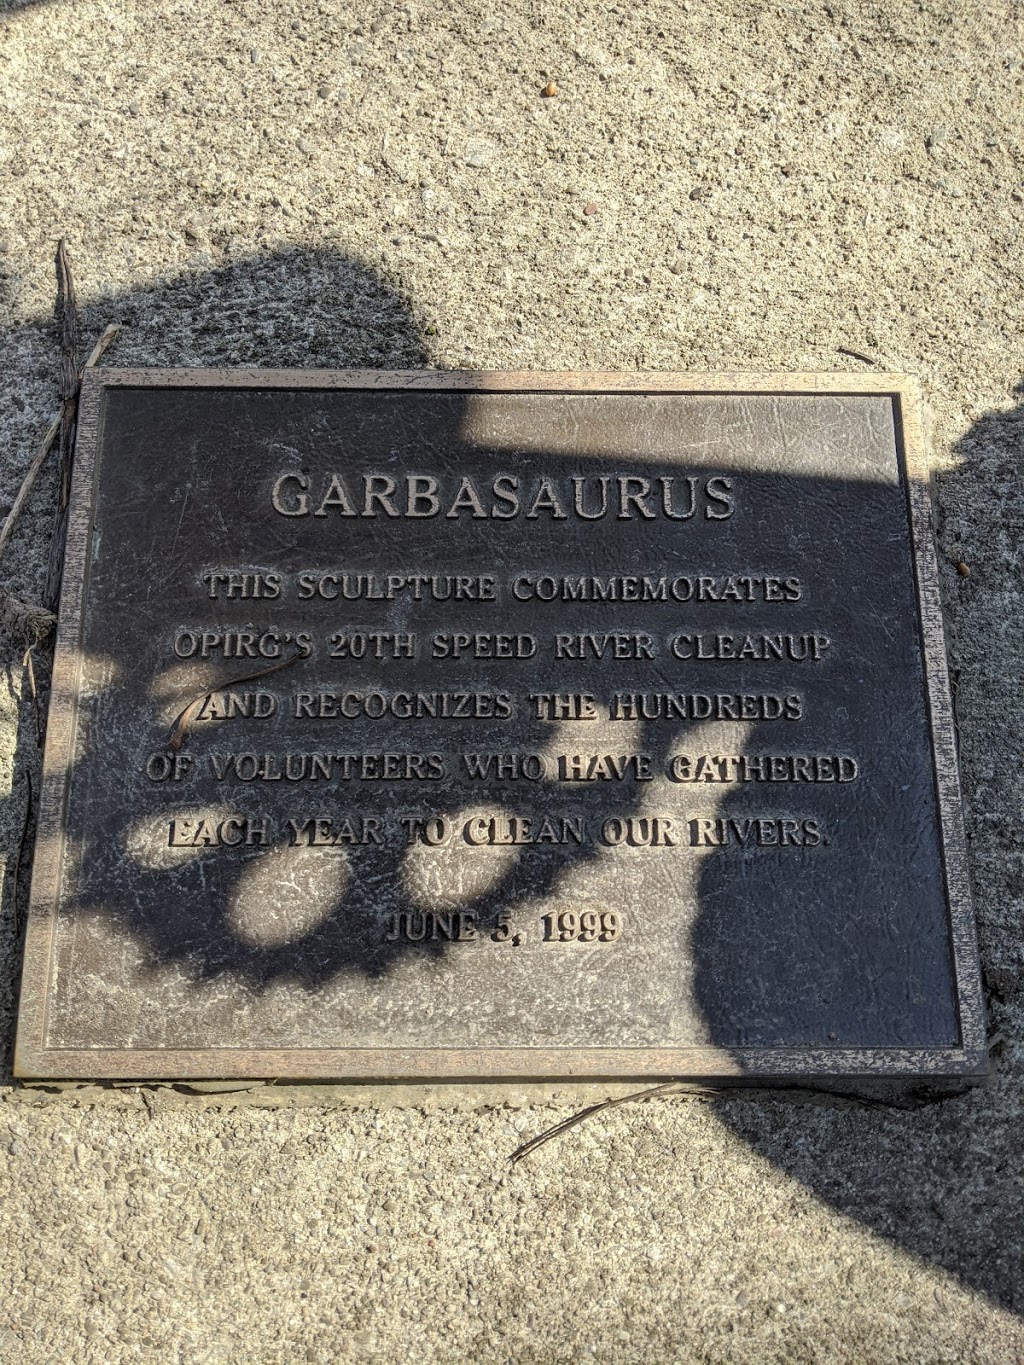 GARBASAURUS
THIS SCULPTURE COMMEMORATES
OPIRG'S 20TH SPEED RIVER CLEANUP
AND RECOGNIZES THE HUNDREDS
OF VOLUNTEERS WHO HAVE GATHERED
EACH YEAR TO CLEAN OUR RIVERS.
JUNE 5, 1999